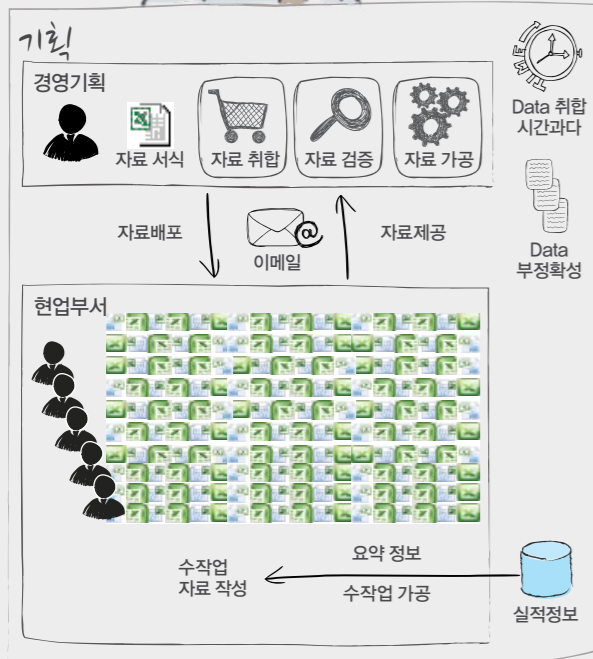 기획
경영기획
자료 서식
자료 취합
자료 검증
자료 가공
TIME
Data 취합
시간과다
자료배포
@
이메일
자료제공
Data
부정확성
현업부서
수작업
자료 작성
요약 정보
수작업 가공
실적정보